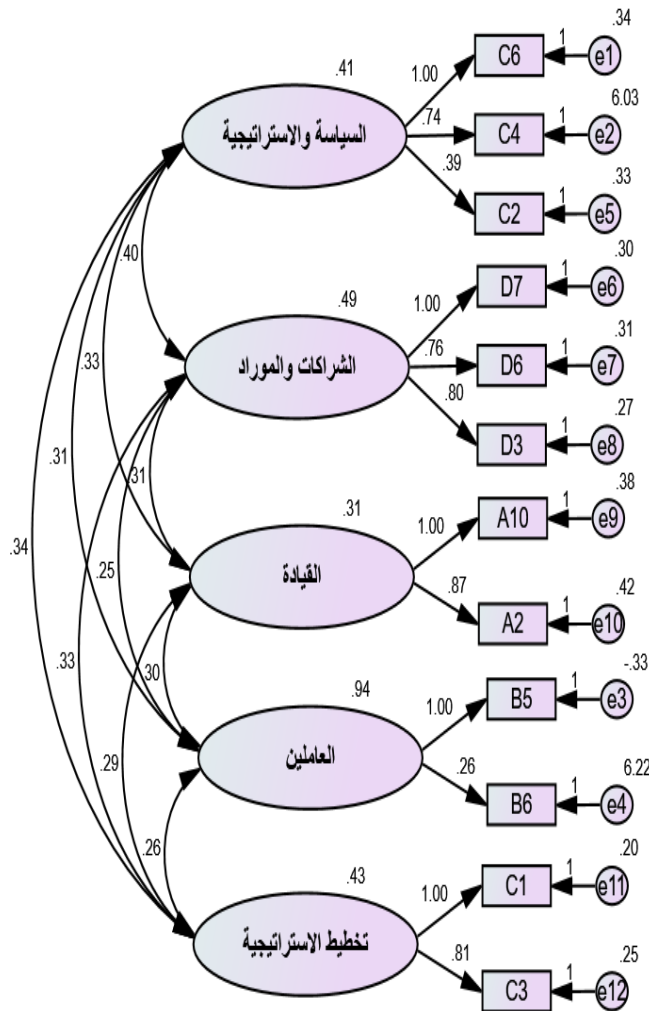 .34
.41
C6
1
e1
1.00
6.03
السياسة والاستراتيجية
.74
C4
1
e2
.39
.33
C2
1
e5
.30
.40
.49
D7
1
e6
1.00
.31
الشراكات والموراد
.76
D6
1
e7
.33
.80
.27
D3
1
e8
.31
.31
.38
.31
A10
1
e9
1.00
.34
.25
القيادة
.87
.42
A2
1
e10
.33
.30
-.33
.94
B5
1
e3
1.00
.29
العاملين
.26
6.22
B6
1
e4
.26
.20
.43
C1
1
e11
1.00
تخطيط الاستراتيجية
.81
.25
C3
1
e12